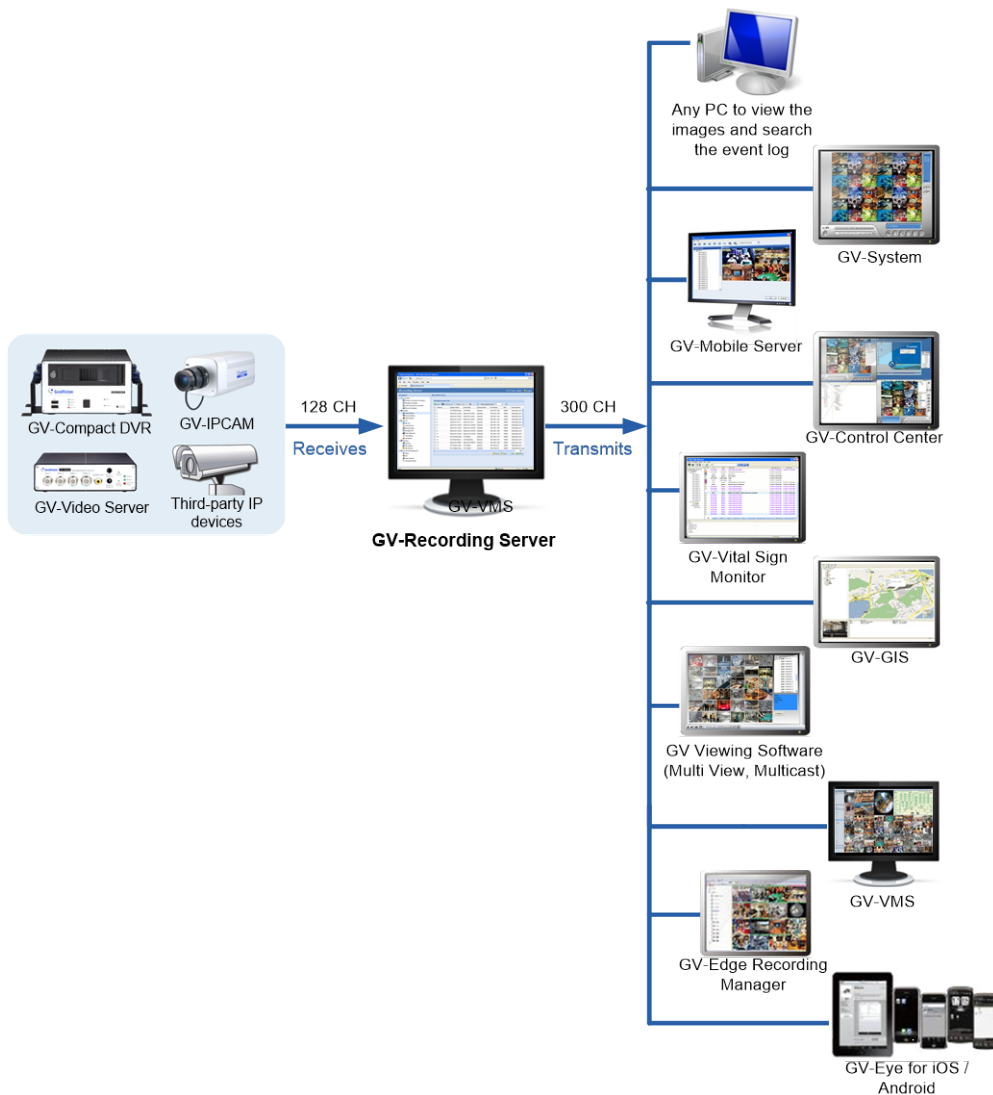 Any PC to view the
images and search
the event log
GV-System
GV-Mobile Server
GV-Control Center
GV-Compact DVR
GV-IPCAM
GV-Video Server
Third-party IP
devices
128 CH
Receives
GV-VMS
GV-Recording Server
300 CH
Transmits
GV-Vital Sign
Monitor
GV-GIS
GV Viewing Software
(Multi View, Multicast)
GV-VMS
GV-Edge Recording
Manager
GV-Eye for iOS /
Android